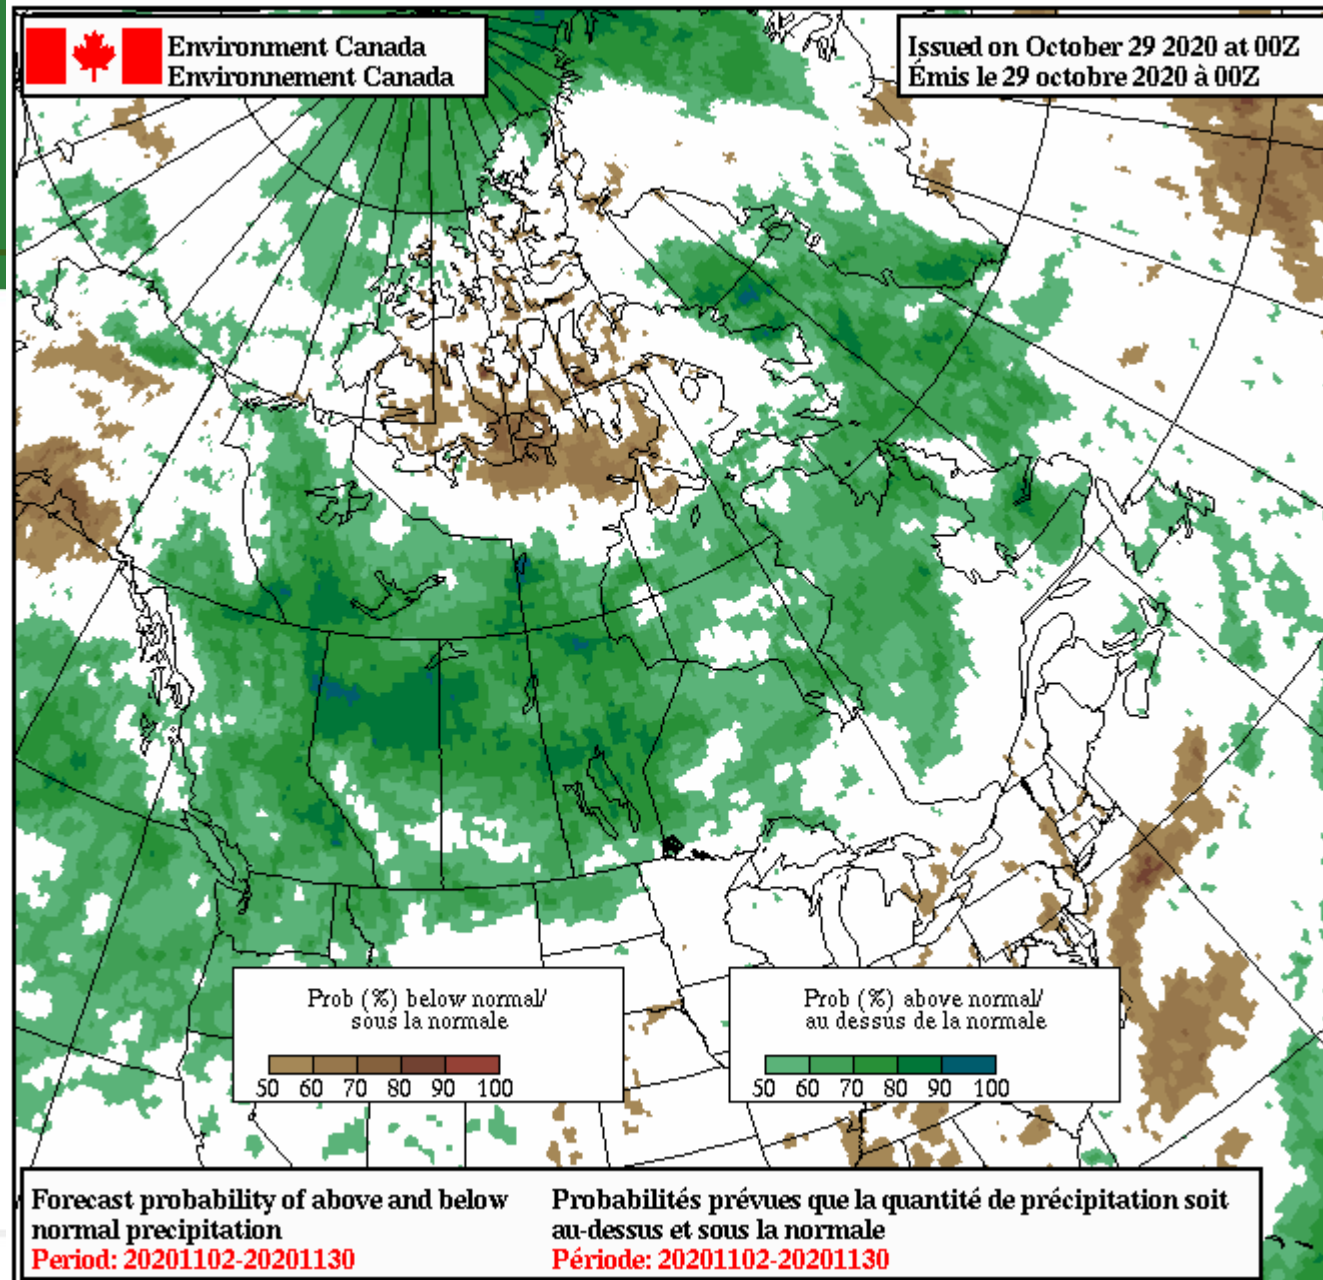 Environment Canada
Environnement Canada
Issued on October 29 2020 at 00Z
Émis le 29 octobre 2020 à 00Z
Prob (%) below normal/
sous la normale
50 60 70 80 90 100
Prob (%) above normal/
au dessus de la normale
50 60 70 80 90 100
Forecast probability of above and below
normal precipitation
Period: 20201102-20201130
Probabilités prévues que la quantité de précipitation soit
au-dessus et sous la normale
Période: 20201102-20201130